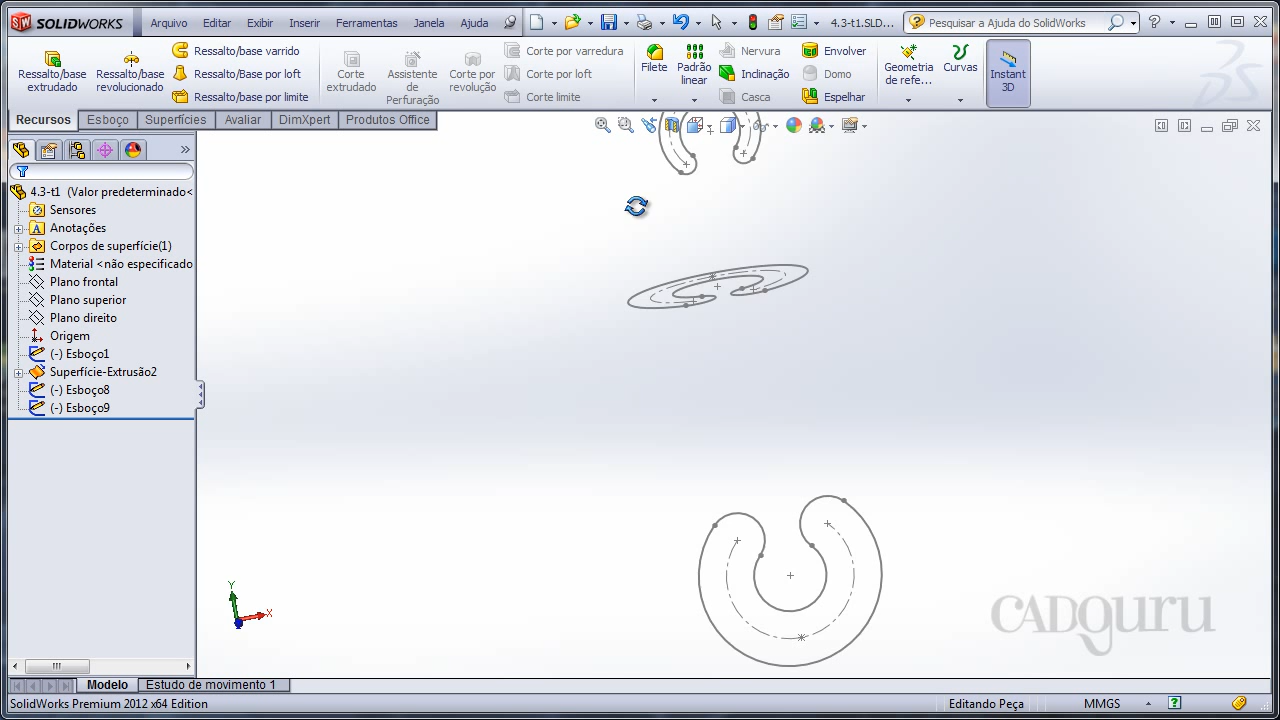 SOLIDWORKS Arquivo Editar Exibir Inserir Ferramentas Janela Ajuda 4.3-t1.SLD... Pesquisar a Ajuda do SolidWorks
Ressalto/base extrudado
Ressalto/base revolucionado
Ressalto/base varrido
Ressalto/base por loft
Ressalto/base por limite
Corte extrudado
Assistente de Perfuração
Corte por revolução
Corte por varredura
Corte por loft
Corte limite
Filete
Padrão linear
Nervura
Inclinação
Casca
Envolver
Domo
Espelhar
Geometria de refe...
Curvas
Instant 3D
Recursos Esboço Superfícies Avaliar DimXpert Produtos Office
4.3-t1 (Valor predeterminado<
Sensores
Anotações
Corpos de superfície(1)
Material <não especificado
Plano frontal
Plano superior
Plano direito
Origem
(-) Esboço1
Superfície-Extrusão2
(-) Esboço8
(-) Esboço9
Y
X
CADguru
Modelo Estudo de movimento 1
SolidWorks Premium 2012 x64 Edition Editando Peça MMGS